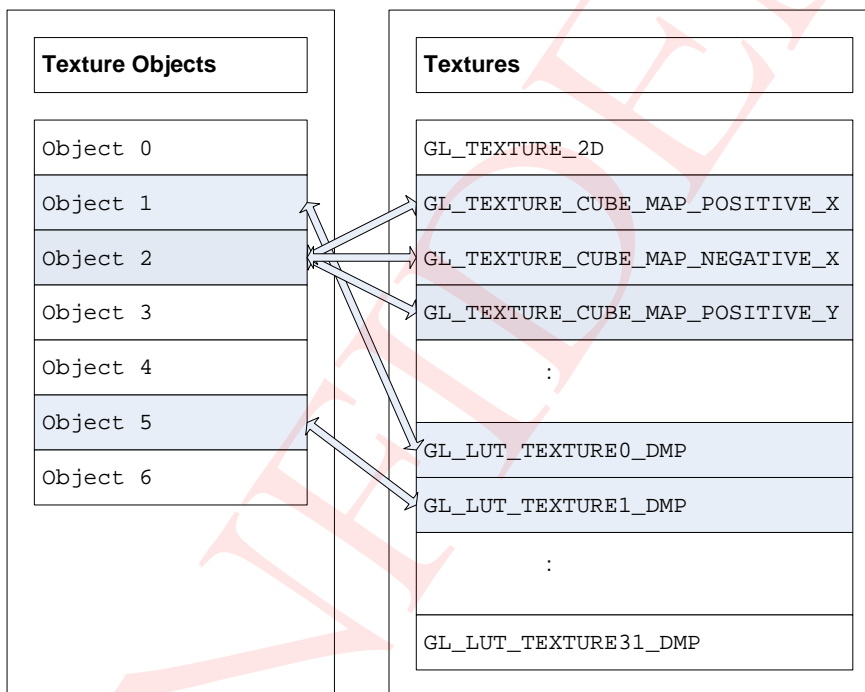 Texture Objects
Object 0
Object 1
Object 2
Object 3
Object 4
Object 5
Object 6
Textures
GL_TEXTURE_2D
GL_TEXTURE_CUBE_MAP_POSITIVE_X
GL_TEXTURE_CUBE_MAP_NEGATIVE_X
GL_TEXTURE_CUBE_MAP_POSITIVE_Y
:
GL_LUT_TEXTURE0_DMP
GL_LUT_TEXTURE1_DMP
:
GL_LUT_TEXTURE31_DMP